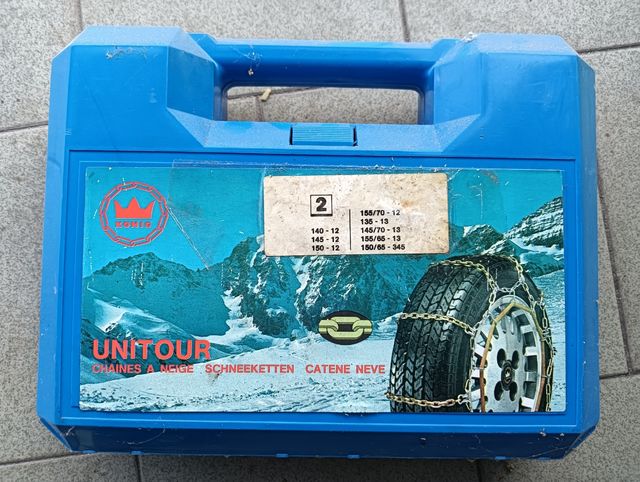 KÖNIG
2
140 - 12
145 - 12
150 - 12
155/70 - 12
135 - 13
145/70 - 13
155/65 - 13
150/65 - 345
UNITOUR
CHAINES A NEIGE SCHNEEKETTEN CATENE NEVE